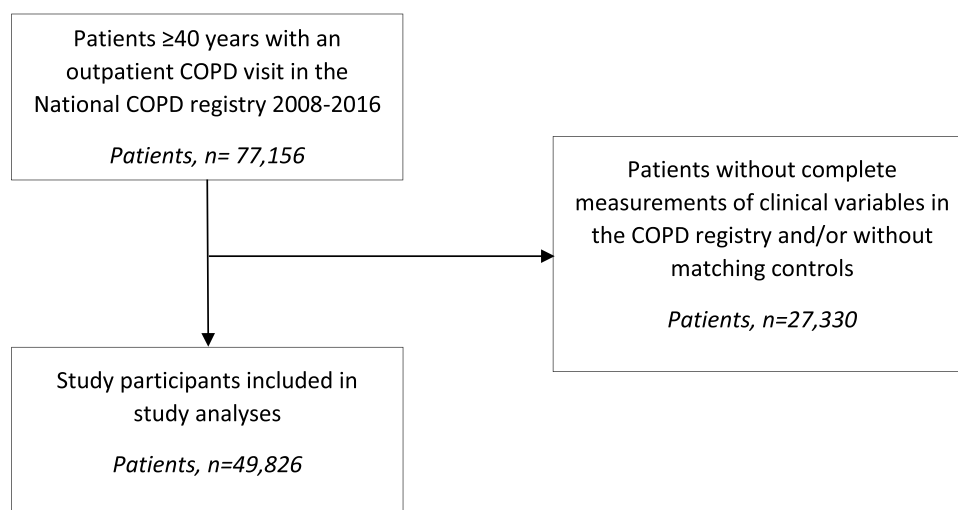 Patients ≥40 years with an
outpatient COPD visit in the
National COPD registry 2008-2016
Patients, n= 77,156
Patients without complete
measurements of clinical variables in
the COPD registry and/or without
matching controls
Patients, n=27,330
Study participants included in
study analyses
Patients, n=49,826